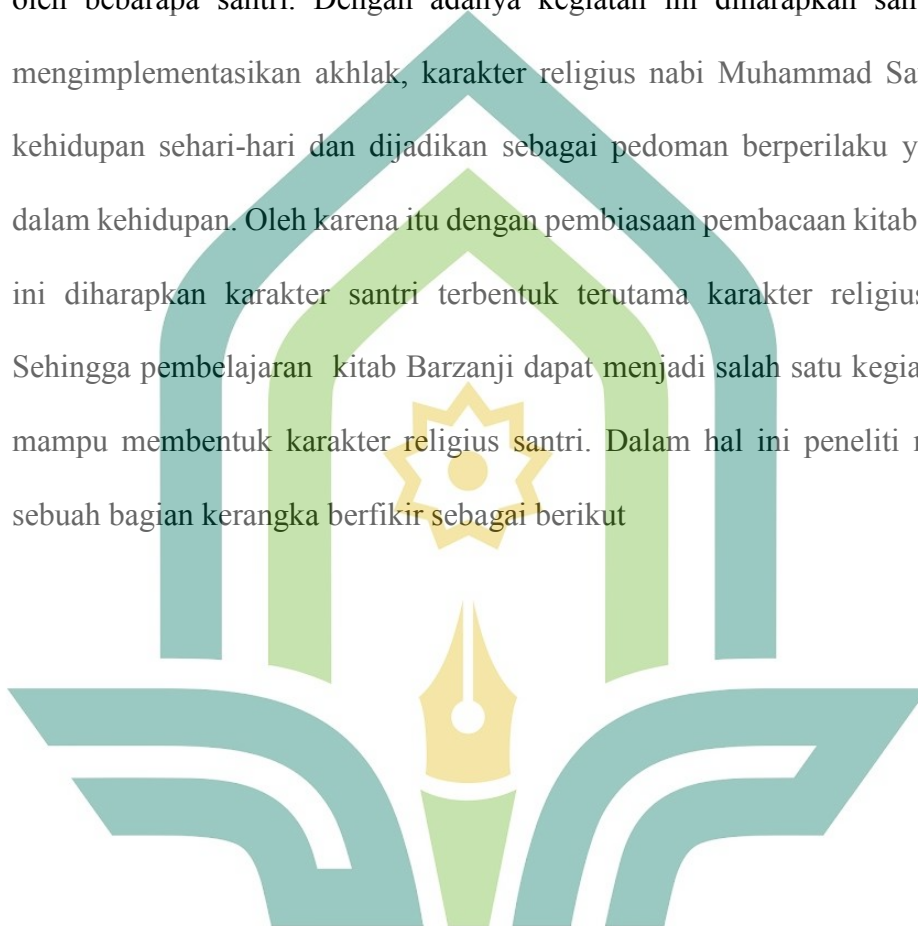 oleh bebarapa santri. Dengan adanya kegiatan ini diharapkan
mengimplementasikan akhlak, karakter religius nabi Muhammad
kehidupan sehari-hari dan dijadikan sebagai pedoman berperilaku
dalam kehidupan. Oleh karena itu dengan pembiasaan pembacaan kitab
ini diharapkan karakter santri terbentuk terutama karakter religius
Sehingga pembelajaran kitab Barzanji dapat menjadi salah satu
mampu membentuk karakter religius santri. Dalam hal ini peneliti
sebuah bagian kerangka berfikir sebagai berikut